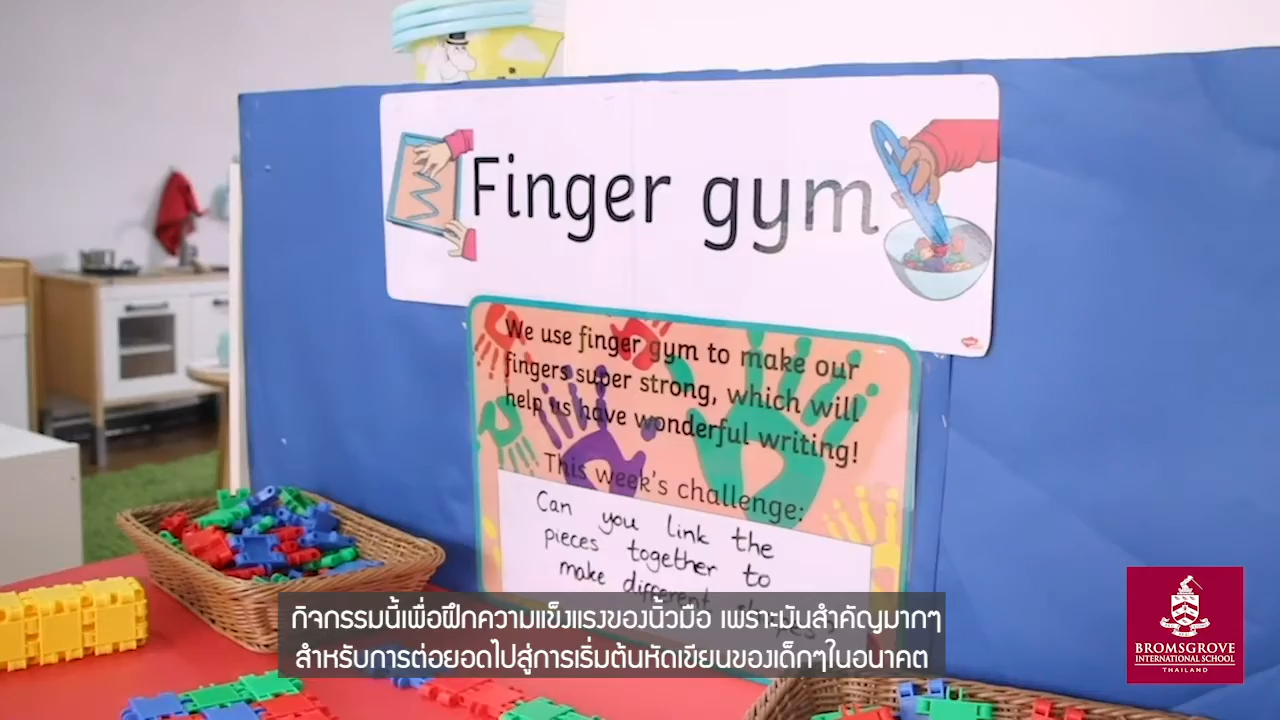 Finger gym
We use finger gym to make our
fingers super strong, which will
help us have wonderful writing!
This week's challenge:
Can you link the
pieces together to
make different shapes?
กิจกรรมนี้เพื่อฝึกความแข็งแรงของนิ้วมือ เพราะมันสำคัญมากๆ
สำหรับการต่อยอดไปสู่การเริ่มต้นหัดเขียนของเด็กๆในอนาคต
BROMSGROVE
INTERNATIONAL SCHOOL
THAILAND